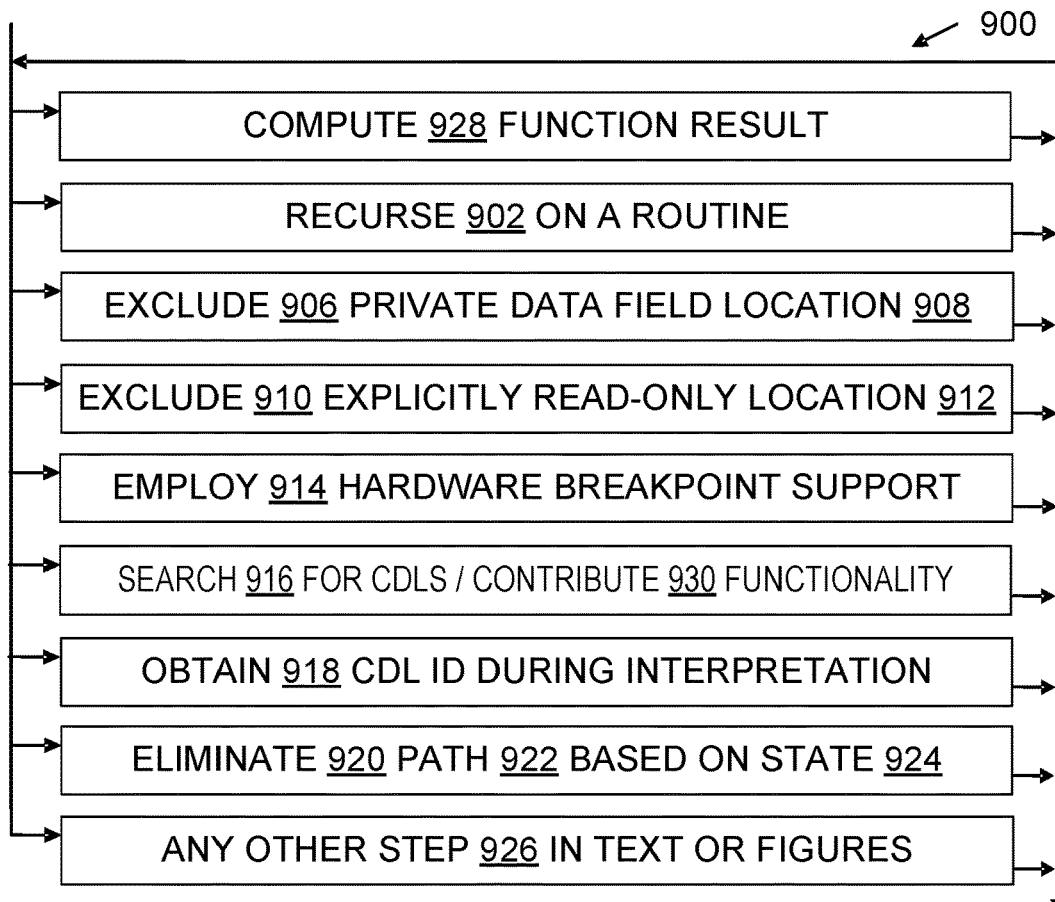 900
COMPUTE 928 FUNCTION RESULT
RECURSE 902 ON A ROUTINE
EXCLUDE 906 PRIVATE DATA FIELD LOCATION 908
EXCLUDE 910 EXPLICITLY READ-ONLY LOCATION 912
EMPLOY 914 HARDWARE BREAKPOINT SUPPORT
SEARCH 916 FOR CDLS / CONTRIBUTE 930 FUNCTIONALITY
OBTAIN 918 CDL ID DURING INTERPRETATION
ELIMINATE 920 PATH 922 BASED ON STATE 924
ANY OTHER STEP 926 IN TEXT OR FIGURES